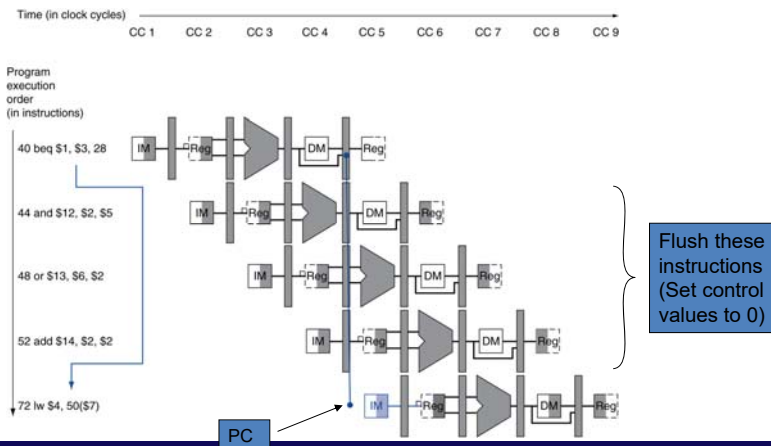 Time (in clock cycles)
CC 1 CC 2 CC 3 CC 4 CC 5 CC 6 CC 7 CC 8 CC 9
Program
execution
order
(in instructions)
40 beq $1, $3, 28
IM Reg DM Reg
44 and $12, $2, $5
IM Reg DM Reg
48 or $13, $6, $2
IM Reg DM Reg
52 add $14, $2, $2
IM Reg DM Reg
72 lw $4, 50($7)
IM Reg DM Reg
Flush these
instructions
(Set control
values to 0)
PC